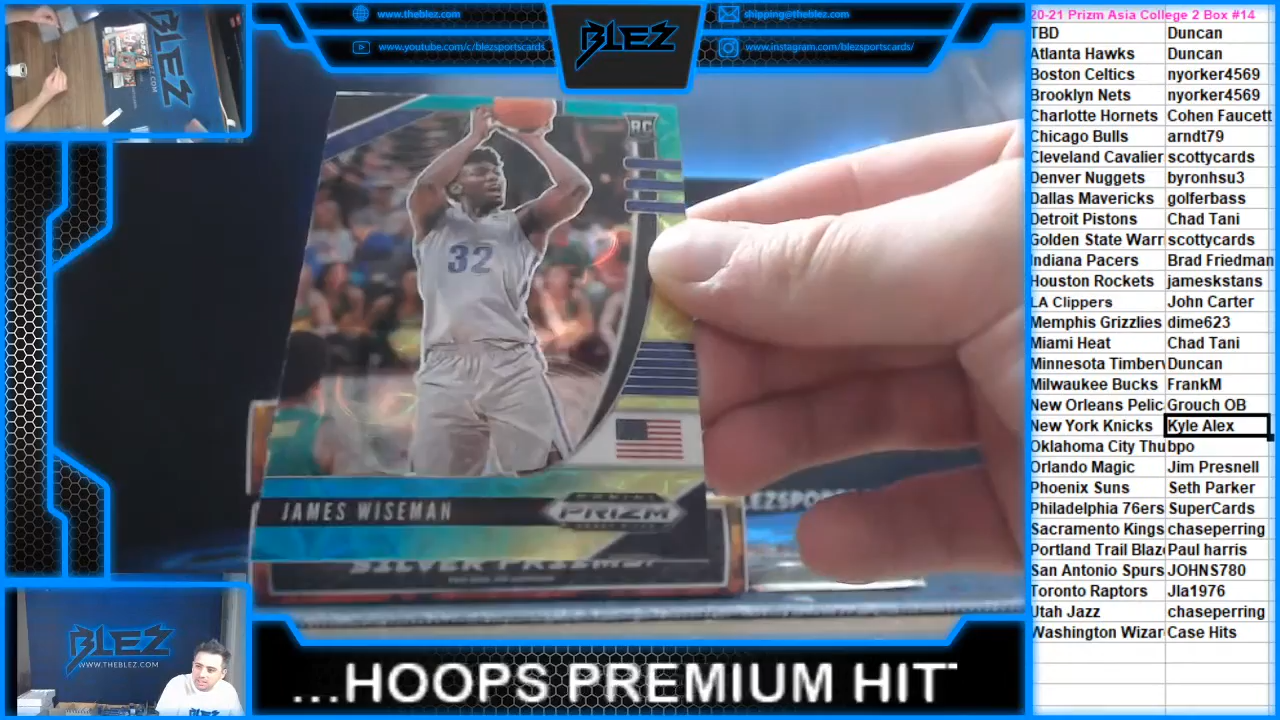 www.theblez.com
shipping@theblez.com
www.youtube.com/c/blezsportscards
www.instagram.com/blezsportscards/
BLEZ
RC
32
JAMES WISEMAN
PANINI
PRIZM
DRAFT PICKS
SILVER PRIZMS!
BLEZSPO
BLEZ
WWW.THEBLEZ.COM
...HOOPS PREMIUM HIT
20-21 Prizm Asia College 2 Box #14
TBD Duncan
Atlanta Hawks Duncan
Boston Celtics nyorker4569
Brooklyn Nets nyorker4569
Charlotte Hornets Cohen Faucett
Chicago Bulls arndt79
Cleveland Cavalier scottycards
Denver Nuggets byronhsu3
Dallas Mavericks golferbass
Detroit Pistons Chad Tani
Golden State Warr scottycards
Indiana Pacers Brad Friedman
Houston Rockets jameskstans
LA Clippers John Carter
Memphis Grizzlies dime623
Miami Heat Chad Tani
Minnesota Timberv Duncan
Milwaukee Bucks FrankM
New Orleans Pelic Grouch OB
New York Knicks Kyle Alex
Oklahoma City Thu bpo
Orlando Magic Jim Presnell
Phoenix Suns Seth Parker
Philadelphia 76ers SuperCards
Sacramento Kings chaseperring
Portland Trail Blaz Paul harris
San Antonio Spurs JOHNS780
Toronto Raptors Jla1976
Utah Jazz chaseperring
Washington Wizar Case Hits